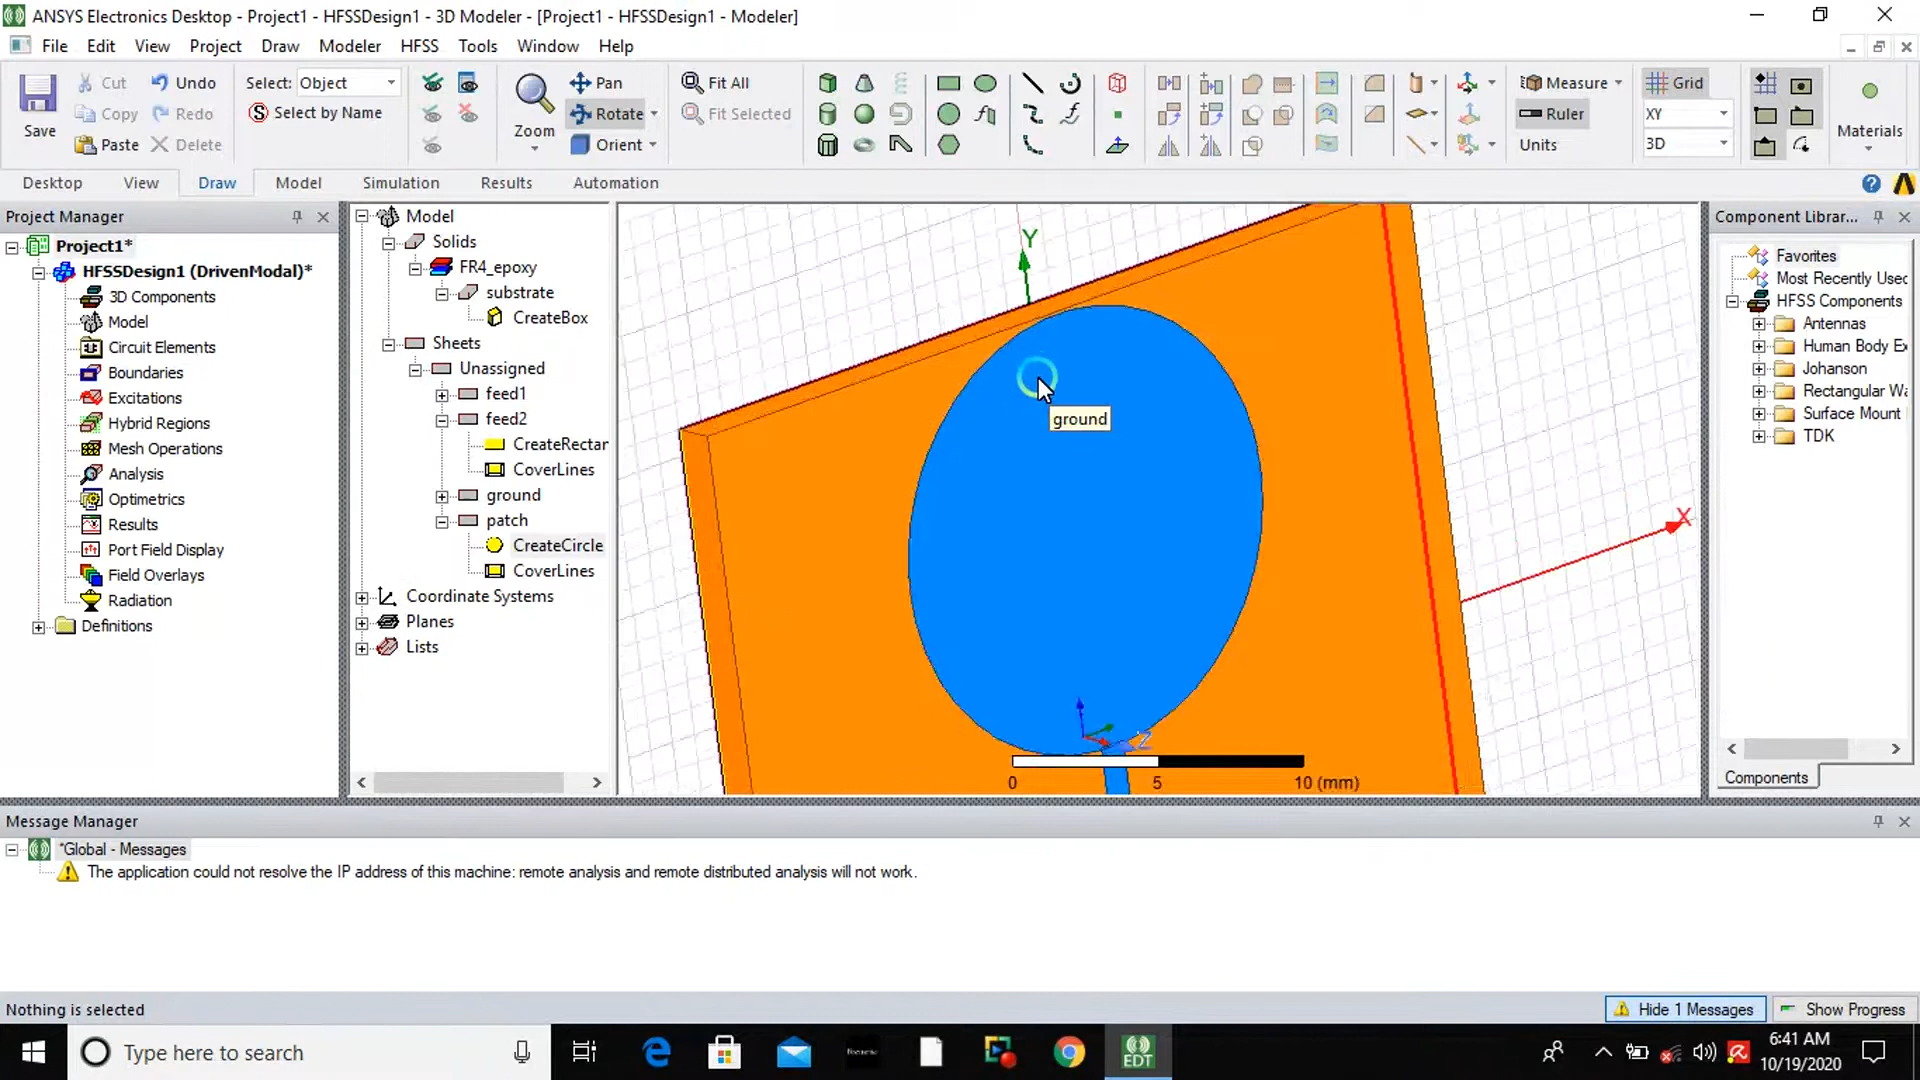 ANSYS Electronics Desktop - Project1 - HFSSDesign1 - 3D Modeler - [Project1 - HFSSDesign1 - Modeler]
File Edit View Project Draw Modeler HFSS Tools Window Help
Save
Cut
Copy
Paste
Undo
Redo
Delete
Select: Object
Select by Name
Zoom
Pan
Rotate
Orient
Fit All
Fit Selected
Measure
Ruler
Units
Grid
XY
3D
Materials
Desktop View Draw Model Simulation Results Automation
Project Manager
Project1*
HFSSDesign1 (DrivenModal)*
3D Components
Model
Circuit Elements
Boundaries
Excitations
Hybrid Regions
Mesh Operations
Analysis
Optimetrics
Results
Port Field Display
Field Overlays
Radiation
Definitions
Model
Solids
FR4_epoxy
substrate
CreateBox
Sheets
Unassigned
feed1
feed2
CreateRectar
CoverLines
ground
patch
CreateCircle
CoverLines
Coordinate Systems
Planes
Lists
Y
X
Z
ground
0 5 10 (mm)
Component Librar...
Favorites
Most Recently Used
HFSS Components
Antennas
Human Body Ex
Johanson
Rectangular Wa
Surface Mount
TDK
Components
Message Manager
*Global - Messages
The application could not resolve the IP address of this machine: remote analysis and remote distributed analysis will not work.
Nothing is selected
Hide 1 Messages
Show Progress
Type here to search
EDT
6:41 AM
10/19/2020